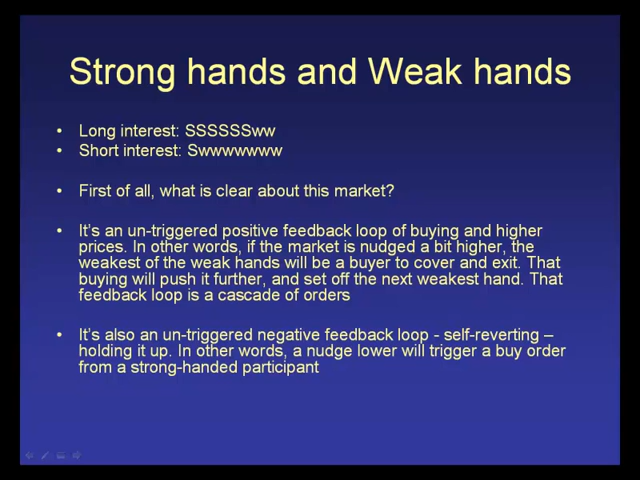 Strong hands and Weak hands
• Long interest: SSSSSSww
• Short interest: Swwwwwww
• First of all, what is clear about this market?
• It's an un-triggered positive feedback loop of buying and higher
prices. In other words, if the market is nudged a bit higher, the
weakest of the weak hands will be a buyer to cover and exit. That
buying will push it further, and set off the next weakest hand. That
feedback loop is a cascade of orders
• It's also an un-triggered negative feedback loop - self-reverting –
holding it up. In other words, a nudge lower will trigger a buy order
from a strong-handed participant